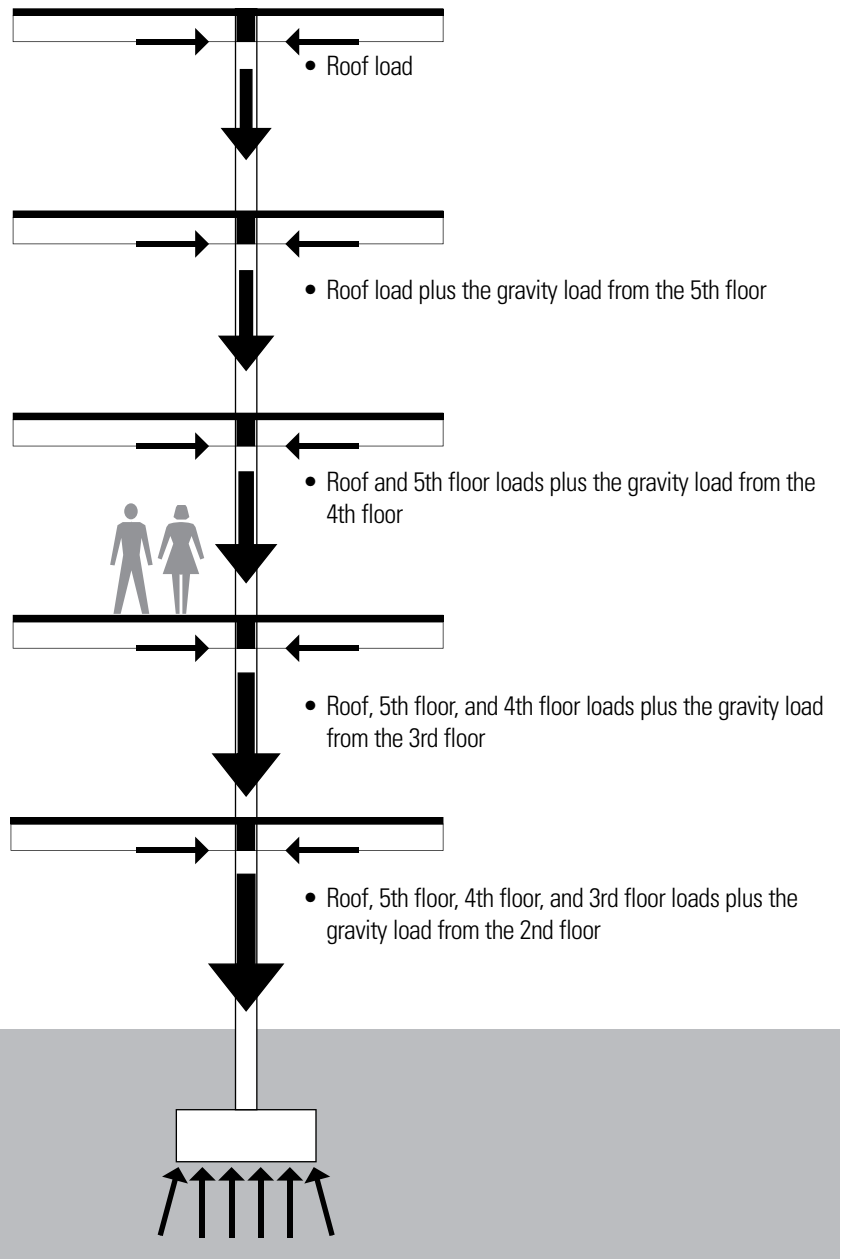 • Roof load
• Roof load plus the gravity load from the 5th floor
• Roof and 5th floor loads plus the gravity load from the
4th floor
• Roof, 5th floor, and 4th floor loads plus the gravity load
from the 3rd floor
• Roof, 5th floor, 4th floor, and 3rd floor loads plus the
gravity load from the 2nd floor